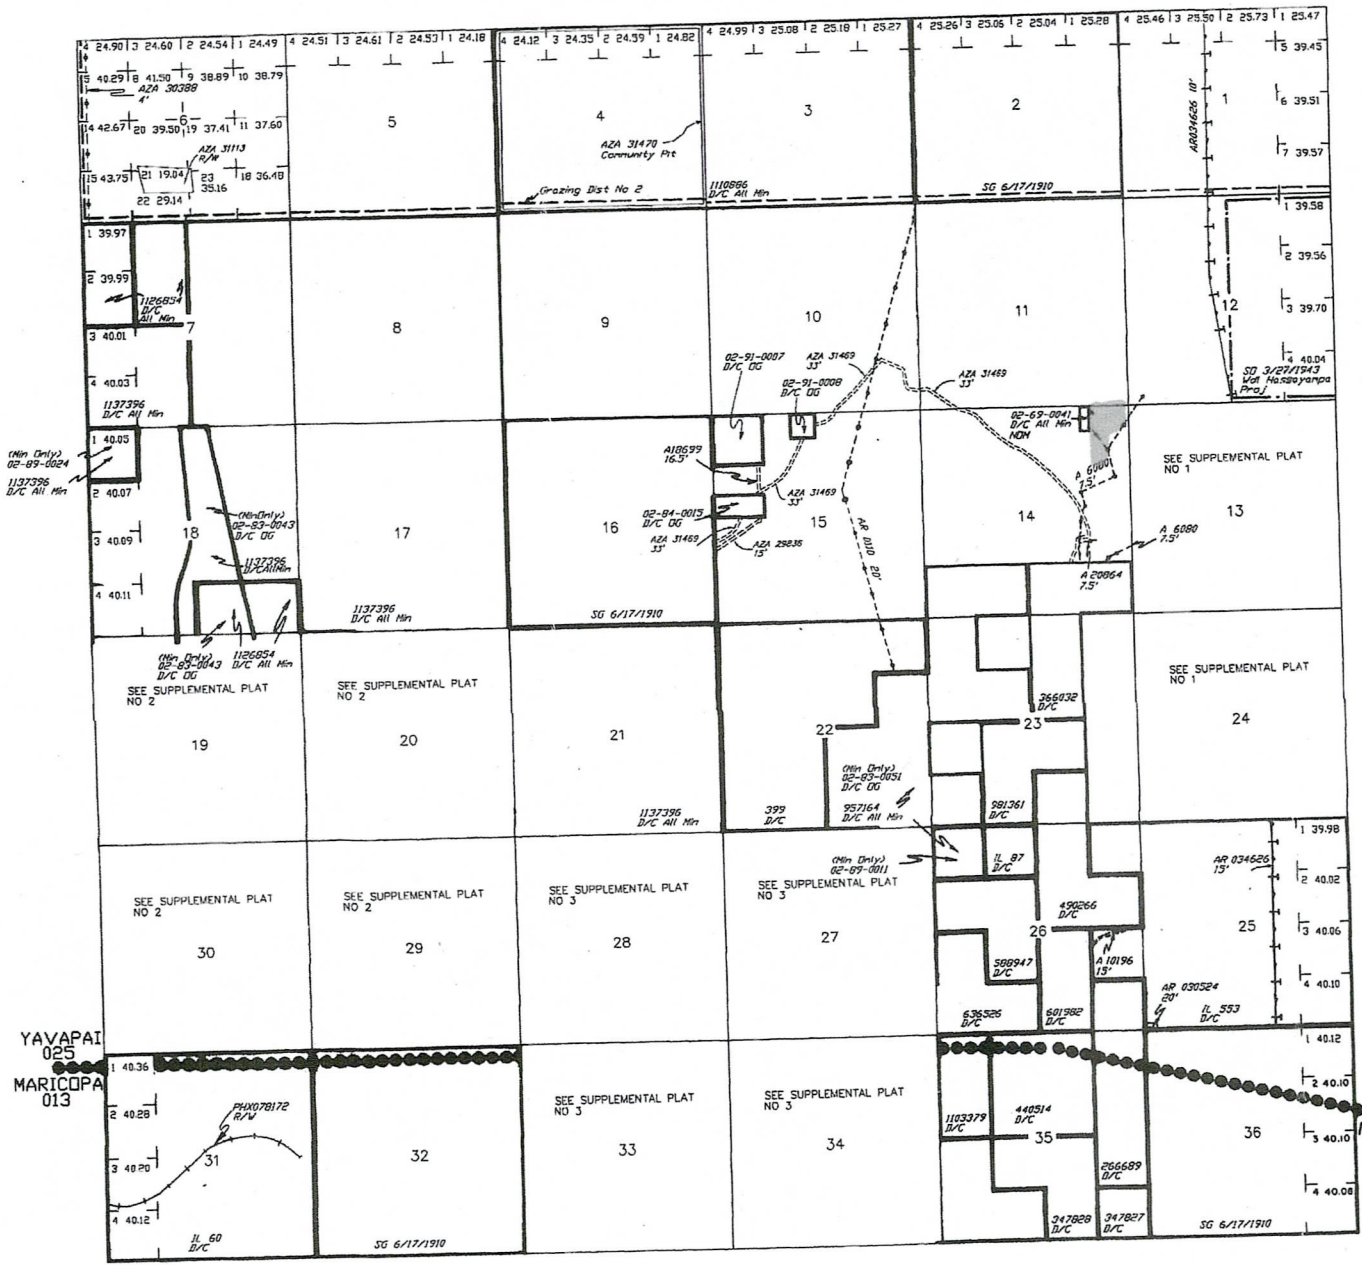 4 24.90 3 24.60 2 24.54 1 24.49 4 24.51 3 24.61 2 24.53 1 24.18 4 24.12 3 24.35 2 24.59 1 24.82 4 24.99 3 25.08 2 25.18 1 25.27 4 25.26 3 25.06 2 25.04 1 25.28 4 25.46 3 25.50 2 25.73 1 25.47
5 40.29 8 41.50 9 38.89 10 38.79
5 39.45
AZA 30388
4'
6
5
4
3
2
1
6 39.51
14 42.67 20 39.50 19 37.41 11 37.60
AR034626 10'
AZA 31470
Community Pit
7 39.57
AZA 31113
R/W
15 43.75 21 19.04 23 35.16 18 36.48
22 29.14
Grazing Dist No 2
1110886
D/C All Min
SG 6/17/1910
1 39.97
2 39.99
1126854
D/C
All Min
7
3 40.01
4 40.03
1137396
D/C All Min
8
9
10
11
12
1 39.58
2 39.56
3 39.70
4 40.04
SO 3/27/1943
Wdl Hassayampa
Proj
02-91-0007
D/C OG
AZA 31469
33'
02-91-0008
D/C OG
AZA 31469
33'
02-69-0041
D/C All Min
NOM
(Min Only)
02-89-0024
1137396
D/C All Min
1 40.05
2 40.07
3 40.09
4 40.11
18
(MinOnly)
02-83-0043
D/C OG
1137396
D/CAllMin
17
16
A18699
16.5'
AZA 31469
33'
02-84-0015
D/C OG
AZA 31469
33'
AZA 29836
15'
15
AR 0110 20'
14
A 6000
7.5'
SEE SUPPLEMENTAL PLAT
NO 1
13
A 6080
7.5'
A 20864
7.5'
1137396
D/C All Min
SG 6/17/1910
(Min Only)
02-83-0043
D/C OG
1126854
D/C All Min
SEE SUPPLEMENTAL PLAT
NO 2
19
SEE SUPPLEMENTAL PLAT
NO 2
20
21
1137396
D/C All Min
22
399
D/C
(Min Only)
02-83-0051
D/C OG
957164
D/C All Min
366032
D/C
23
981361
D/C
SEE SUPPLEMENTAL PLAT
NO 1
24
SEE SUPPLEMENTAL PLAT
NO 2
30
SEE SUPPLEMENTAL PLAT
NO 2
29
SEE SUPPLEMENTAL PLAT
NO 3
28
(Min Only)
02-89-0011
SEE SUPPLEMENTAL PLAT
NO 3
27
IL 87
D/C
490266
D/C
26
588947
D/C
A 10196
15'
636526
D/C
601982
D/C
AR 034626
15'
25
AR 030524
20'
IL 553
D/C
1 39.98
2 40.02
3 40.06
4 40.10
YAVAPAI
025
MARICOPA
013
1 40.36
2 40.28
3 40.20
4 40.12
PHX078172
R/W
31
IL 60
D/C
32
SG 6/17/1910
SEE SUPPLEMENTAL PLAT
NO 3
33
SEE SUPPLEMENTAL PLAT
NO 3
34
1103379
D/C
440514
D/C
35
266689
D/C
347828
D/C
347827
D/C
36
SG 6/17/1910
1 40.12
2 40.10
3 40.10
4 40.08